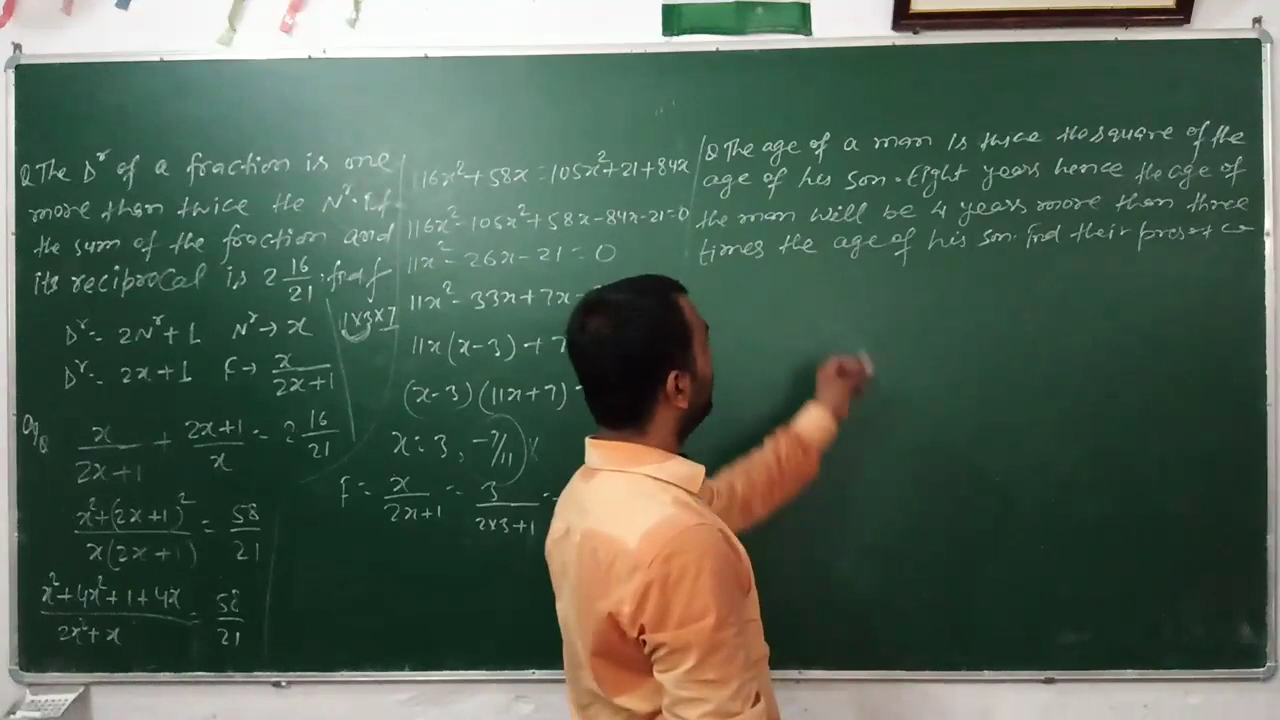 Q The Dʳ of a fraction is one
more than twice the Nʳ. If
the sum of the fraction and
its reciprocal is 2 16/21. find
Dʳ = 2Nʳ + 1 Nʳ → x
Dʳ = 2x + 1 F → x/(2x+1)
11×3×7
x/(2x+1) + (2x+1)/x = 2 16/21
(x² + (2x+1)²)/(x(2x+1)) = 58/21
(x² + 4x² + 1 + 4x)/(2x² + x) = 58/21
116x² + 58x = 105x² + 21 + 84x
116x² - 105x² + 58x - 84x - 21 = 0
11x² - 26x - 21 = 0
11x² - 33x + 7x -
11x(x-3) + 7
(x-3)(11x+7)
x = 3, -7/11 ×
F = x/(2x+1) = 3/(2×3+1) =
Q The age of a man is twice the square of the
age of his son. Eight years hence the age of
the man will be 4 years more than three
times the age of his son. find their present